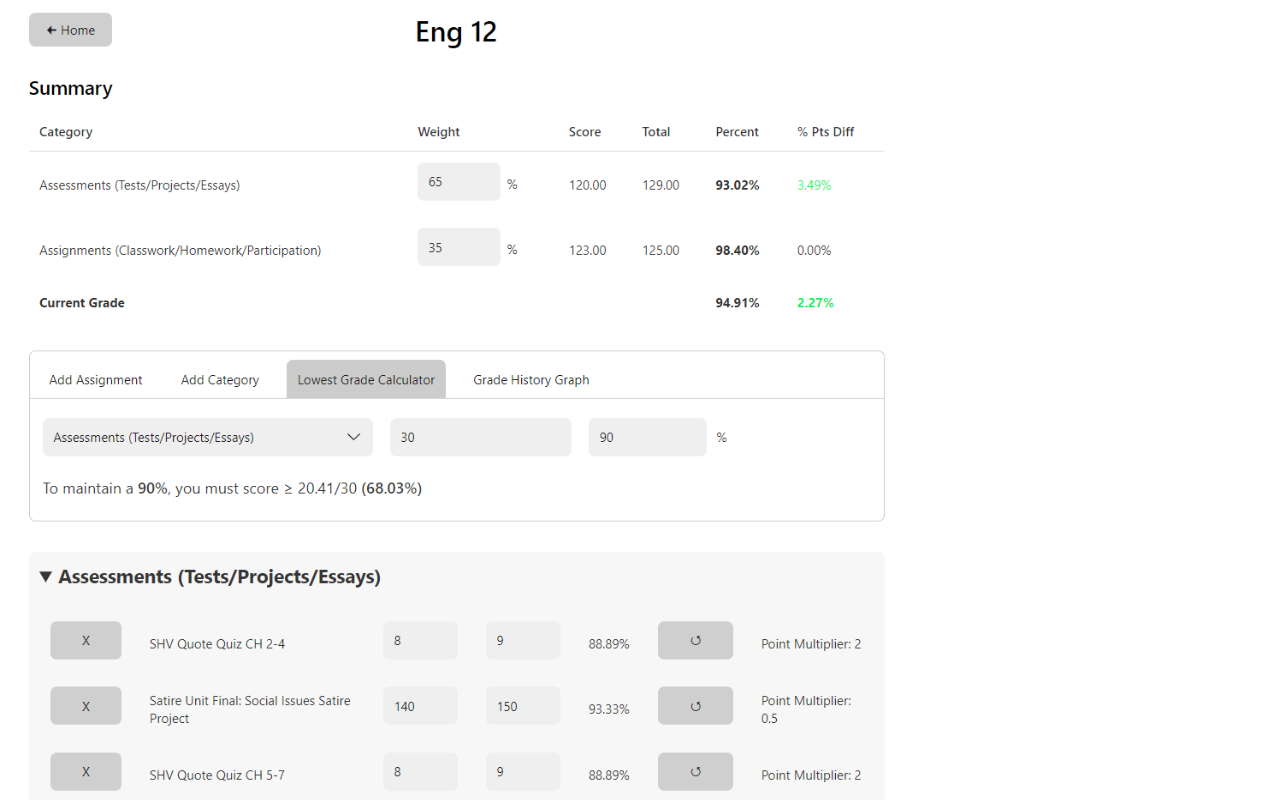 🡰 Home
Eng 12
Summary
Category Weight Score Total Percent % Pts Diff
Assessments (Tests/Projects/Essays) 65 % 120.00 129.00 93.02% 3.49%
Assignments (Classwork/Homework/Participation) 35 % 123.00 125.00 98.40% 0.00%
Current Grade 94.91% 2.27%
Add Assignment Add Category Lowest Grade Calculator Grade History Graph
Assessments (Tests/Projects/Essays) 30 90 %
To maintain a 90%, you must score ≥ 20.41/30 (68.03%)
▼ Assessments (Tests/Projects/Essays)
X SHV Quote Quiz CH 2-4 8 9 88.89% ↺ Point Multiplier: 2
X Satire Unit Final: Social Issues Satire Project 140 150 93.33% ↺ Point Multiplier: 0.5
X SHV Quote Quiz CH 5-7 8 9 88.89% ↺ Point Multiplier: 2